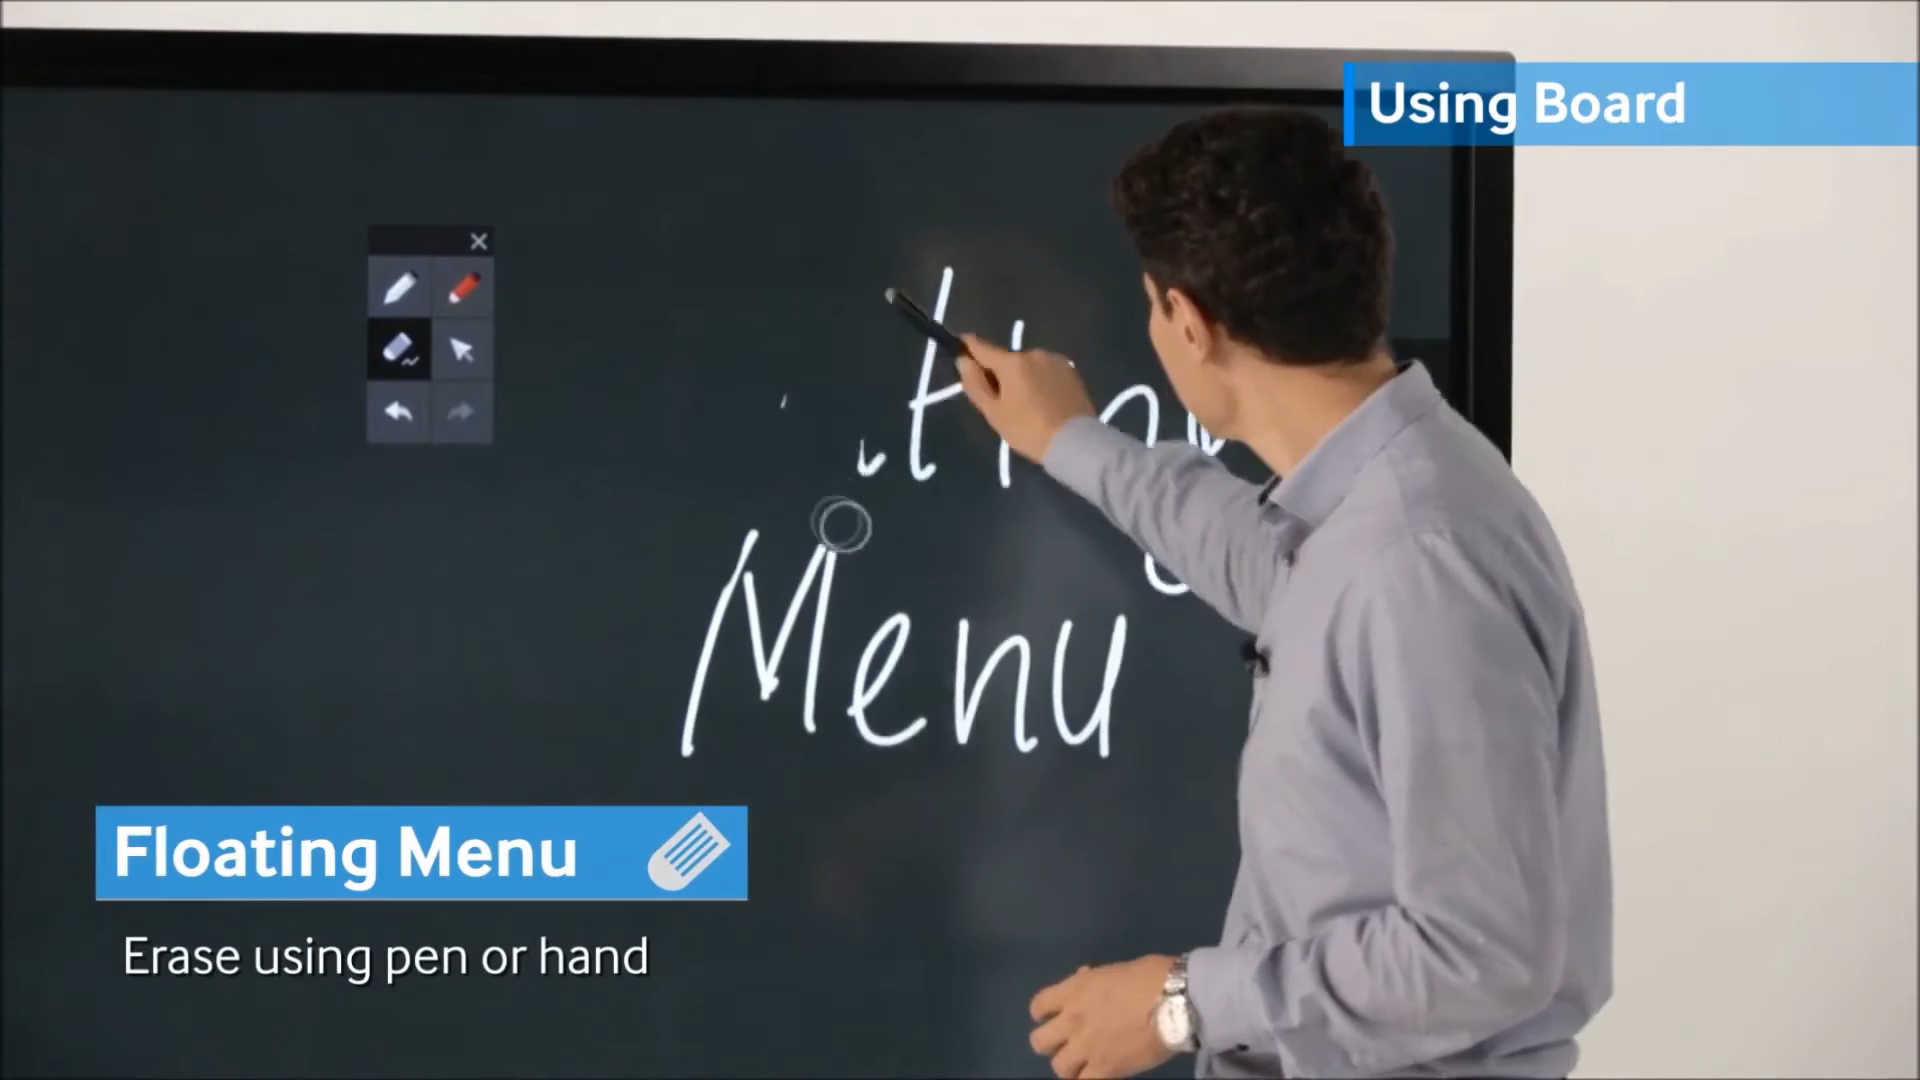 Using Board
Menu
Floating Menu
Erase using pen or hand